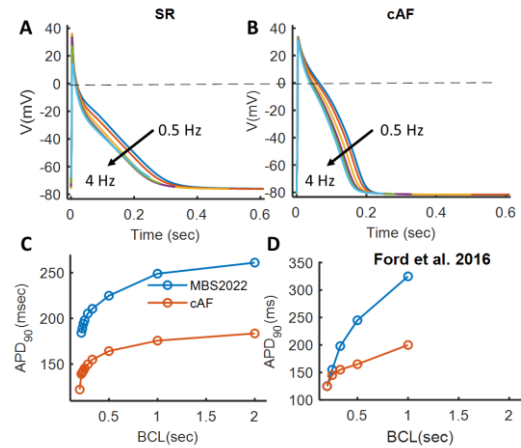 A
SR
V(mV)
40
20
0
-20
-40
-60
-80
0.5 Hz
4 Hz
0
0.2
0.4
0.6
Time (sec)
B
cAF
V(mV)
40
20
0
-20
-40
-60
-80
0.5 Hz
4 Hz
0
0.2
0.4
0.6
Time (sec)
C
APD90 (msec)
250
200
150
MBS2022
cAF
0.5
1
1.5
2
BCL(sec)
D
Ford et al. 2016
APD90 (ms)
350
300
250
200
150
100
0.5
1
1.5
2
BCL(sec)